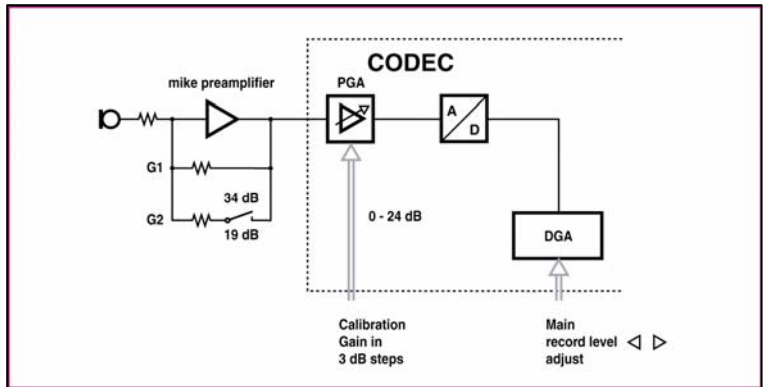 CODEC
mike preamplifier
PGA
A
D
G1
34 dB
G2
19 dB
0 - 24 dB
DGA
Calibration
Gain in
3 dB steps
Main
record level
adjust